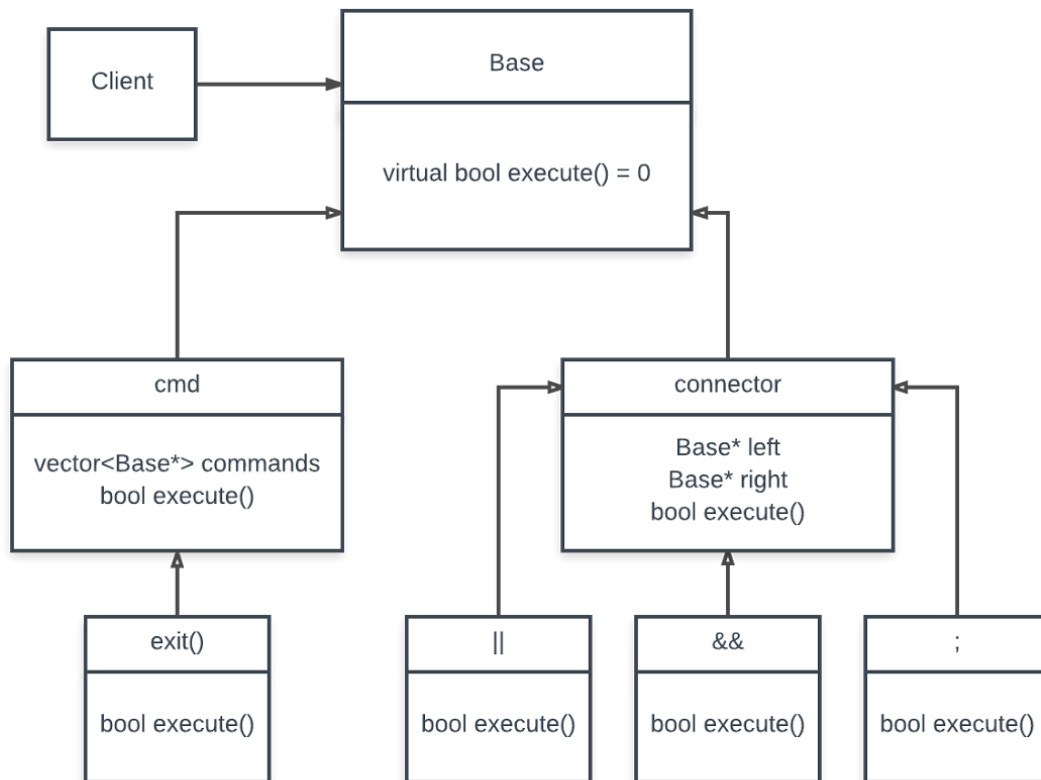 Client
Base
virtual bool execute() = 0
cmd
vector<Base*> commands
bool execute()
connector
Base* left
Base* right
bool execute()
exit()
bool execute()
||
bool execute()
&&
bool execute()
;
bool execute()